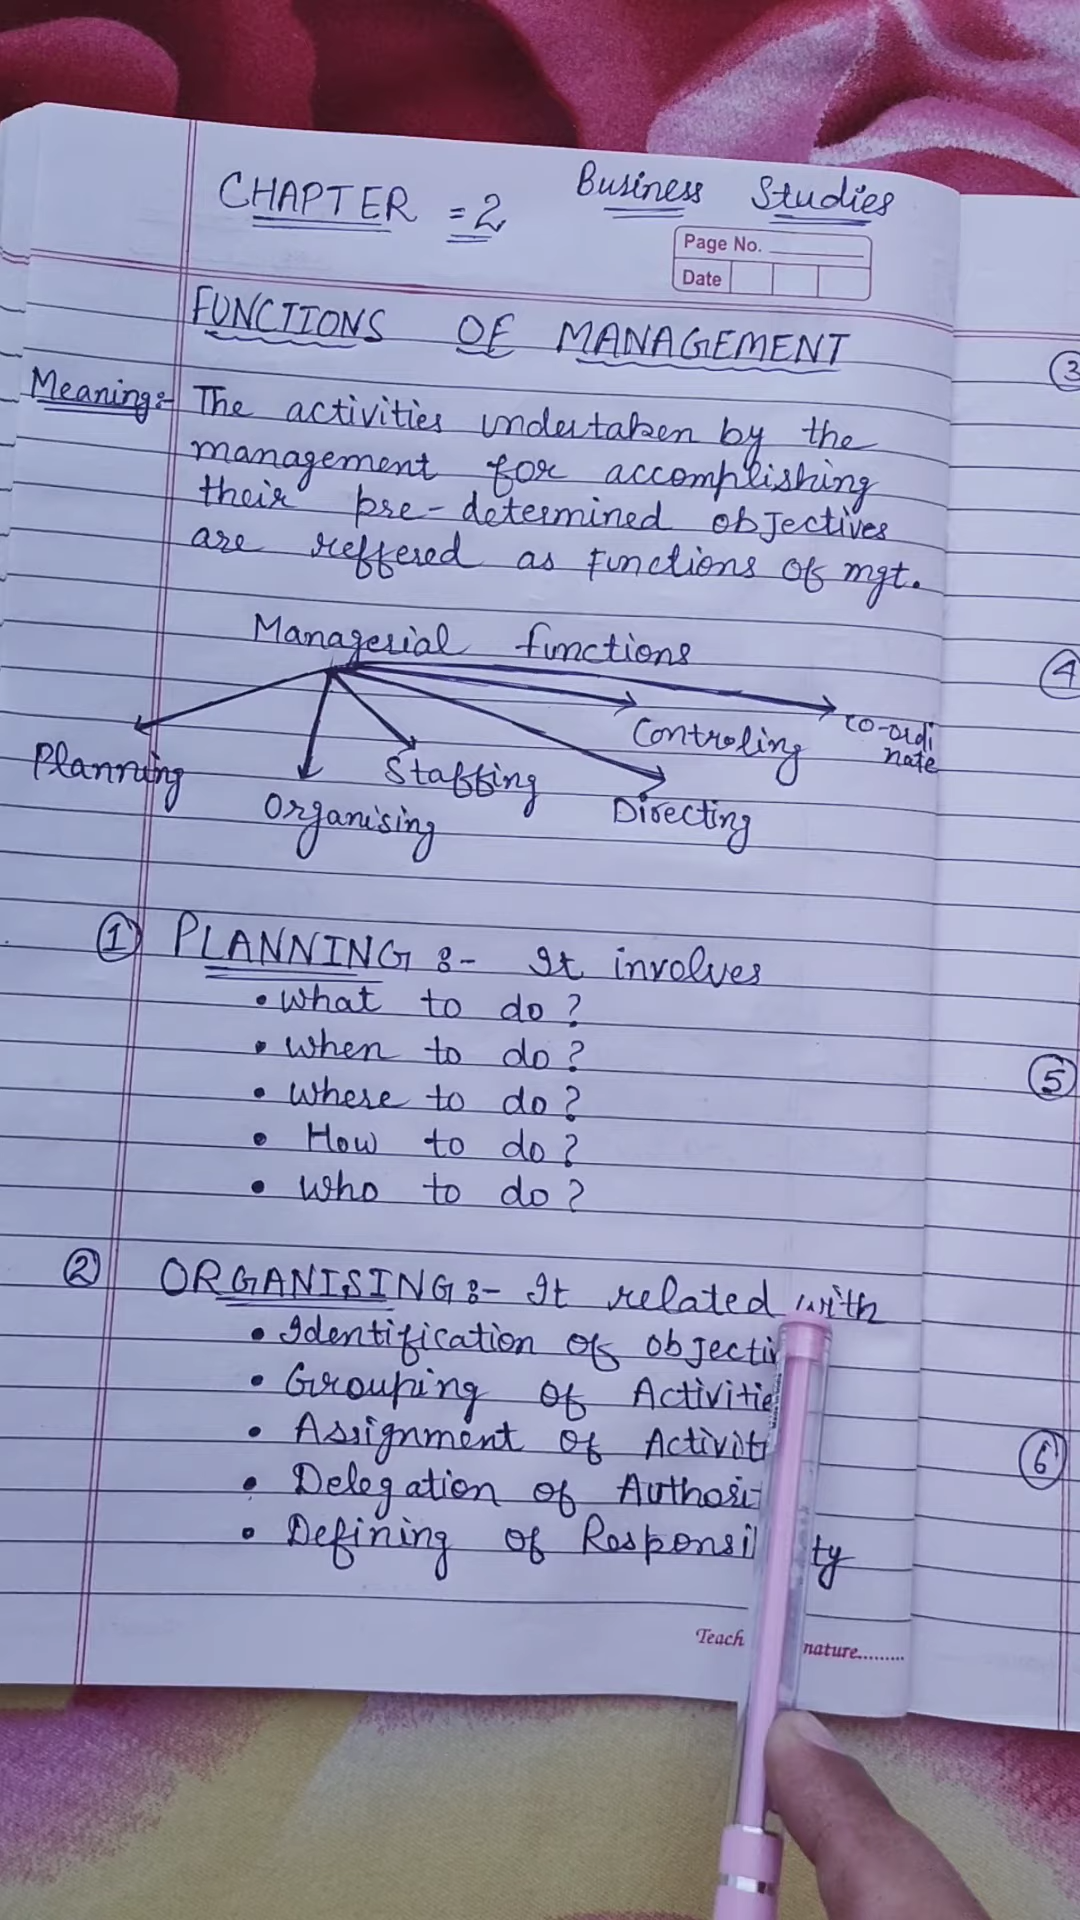 CHAPTER = 2 Business Studies
Page No.
Date
FUNCTIONS OF MANAGEMENT
Meaning:- The activities undertaken by the
management for accomplishing
their pre-determined objectives
are reffered as Functions of mgt.
Managerial functions
Planning
Organising
Staffing
Controling
Directing
co-ordi
nate
① PLANNING :- It involves
• What to do ?
• When to do ?
• Where to do ?
• How to do ?
• Who to do ?
② ORGANISING :- It related with
• Identification of objecti
• Grouping of Activitie
• Assignment of Activit
• Delegation of Authori
• Defining of Responsi ty
Teach nature.........
③
④
⑤
⑥